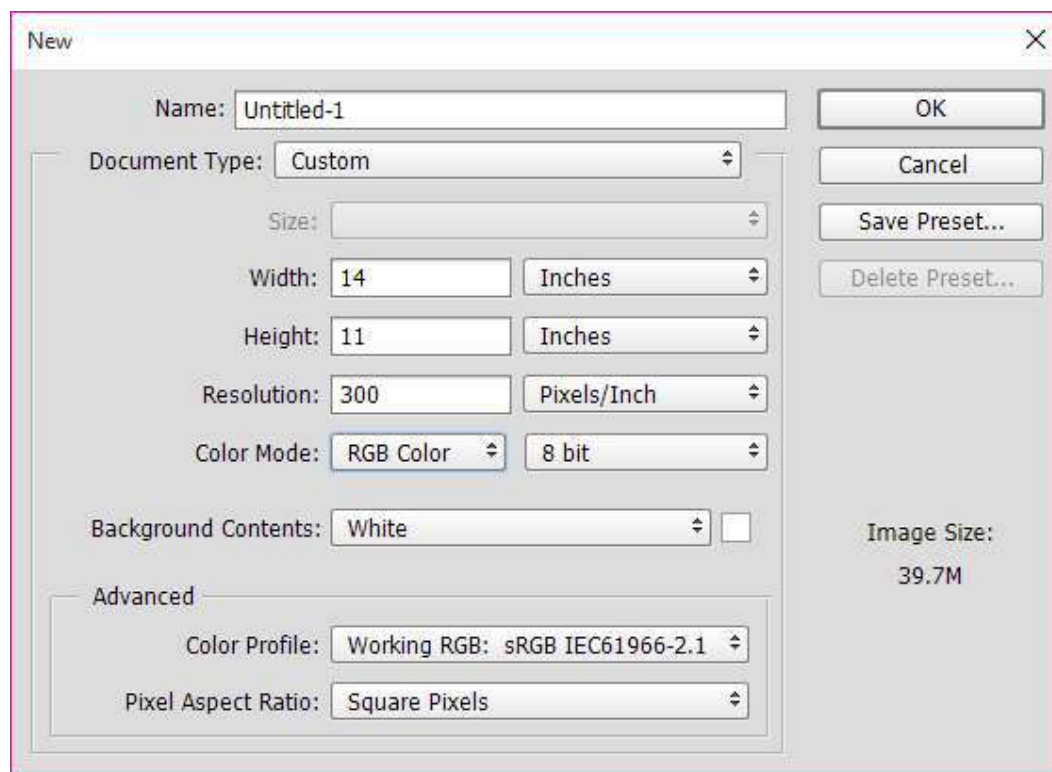 New
Name: Untitled-1
OK
Document Type: Custom
Cancel
Size:
Save Preset...
Width: 14 Inches
Delete Preset...
Height: 11 Inches
Resolution: 300 Pixels/Inch
Color Mode: RGB Color 8 bit
Background Contents: White
Image Size:
39.7M
Advanced
Color Profile: Working RGB: sRGB IEC61966-2.1
Pixel Aspect Ratio: Square Pixels